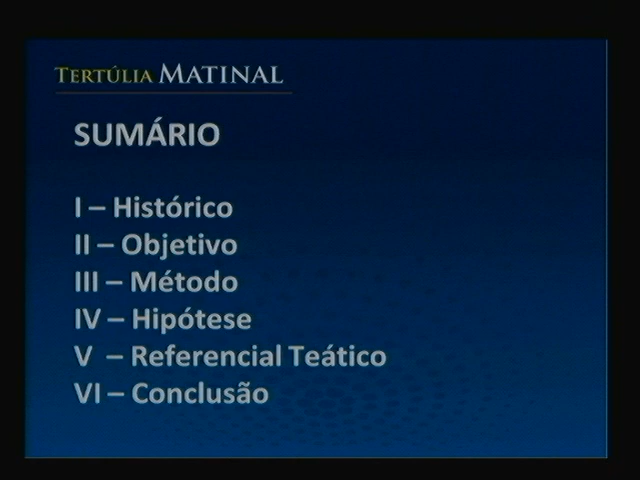 TERTÚLIA MATINAL
SUMÁRIO
I – Histórico
II – Objetivo
III – Método
IV – Hipótese
V – Referencial Teático
VI – Conclusão